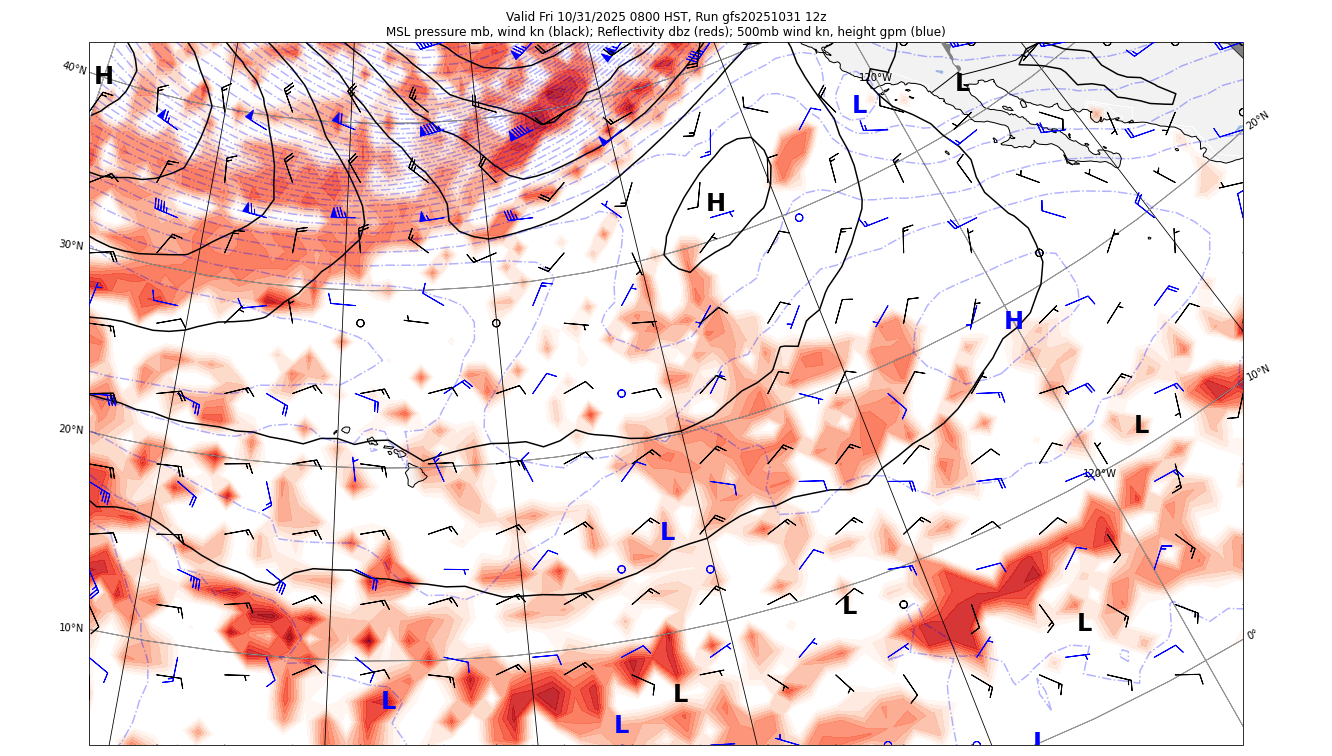 Valid Fri 10/31/2025 0800 HST, Run gfs20251031 12z
MSL pressure mb, wind kn (black); Reflectivity dbz (reds); 500mb wind kn, height gpm (blue)
40°N
H
120°W
L
L
20°N
H
30°N
H
10°N
20°N
L
120°W
L
10°N
L
L
0°
L
L
L
L